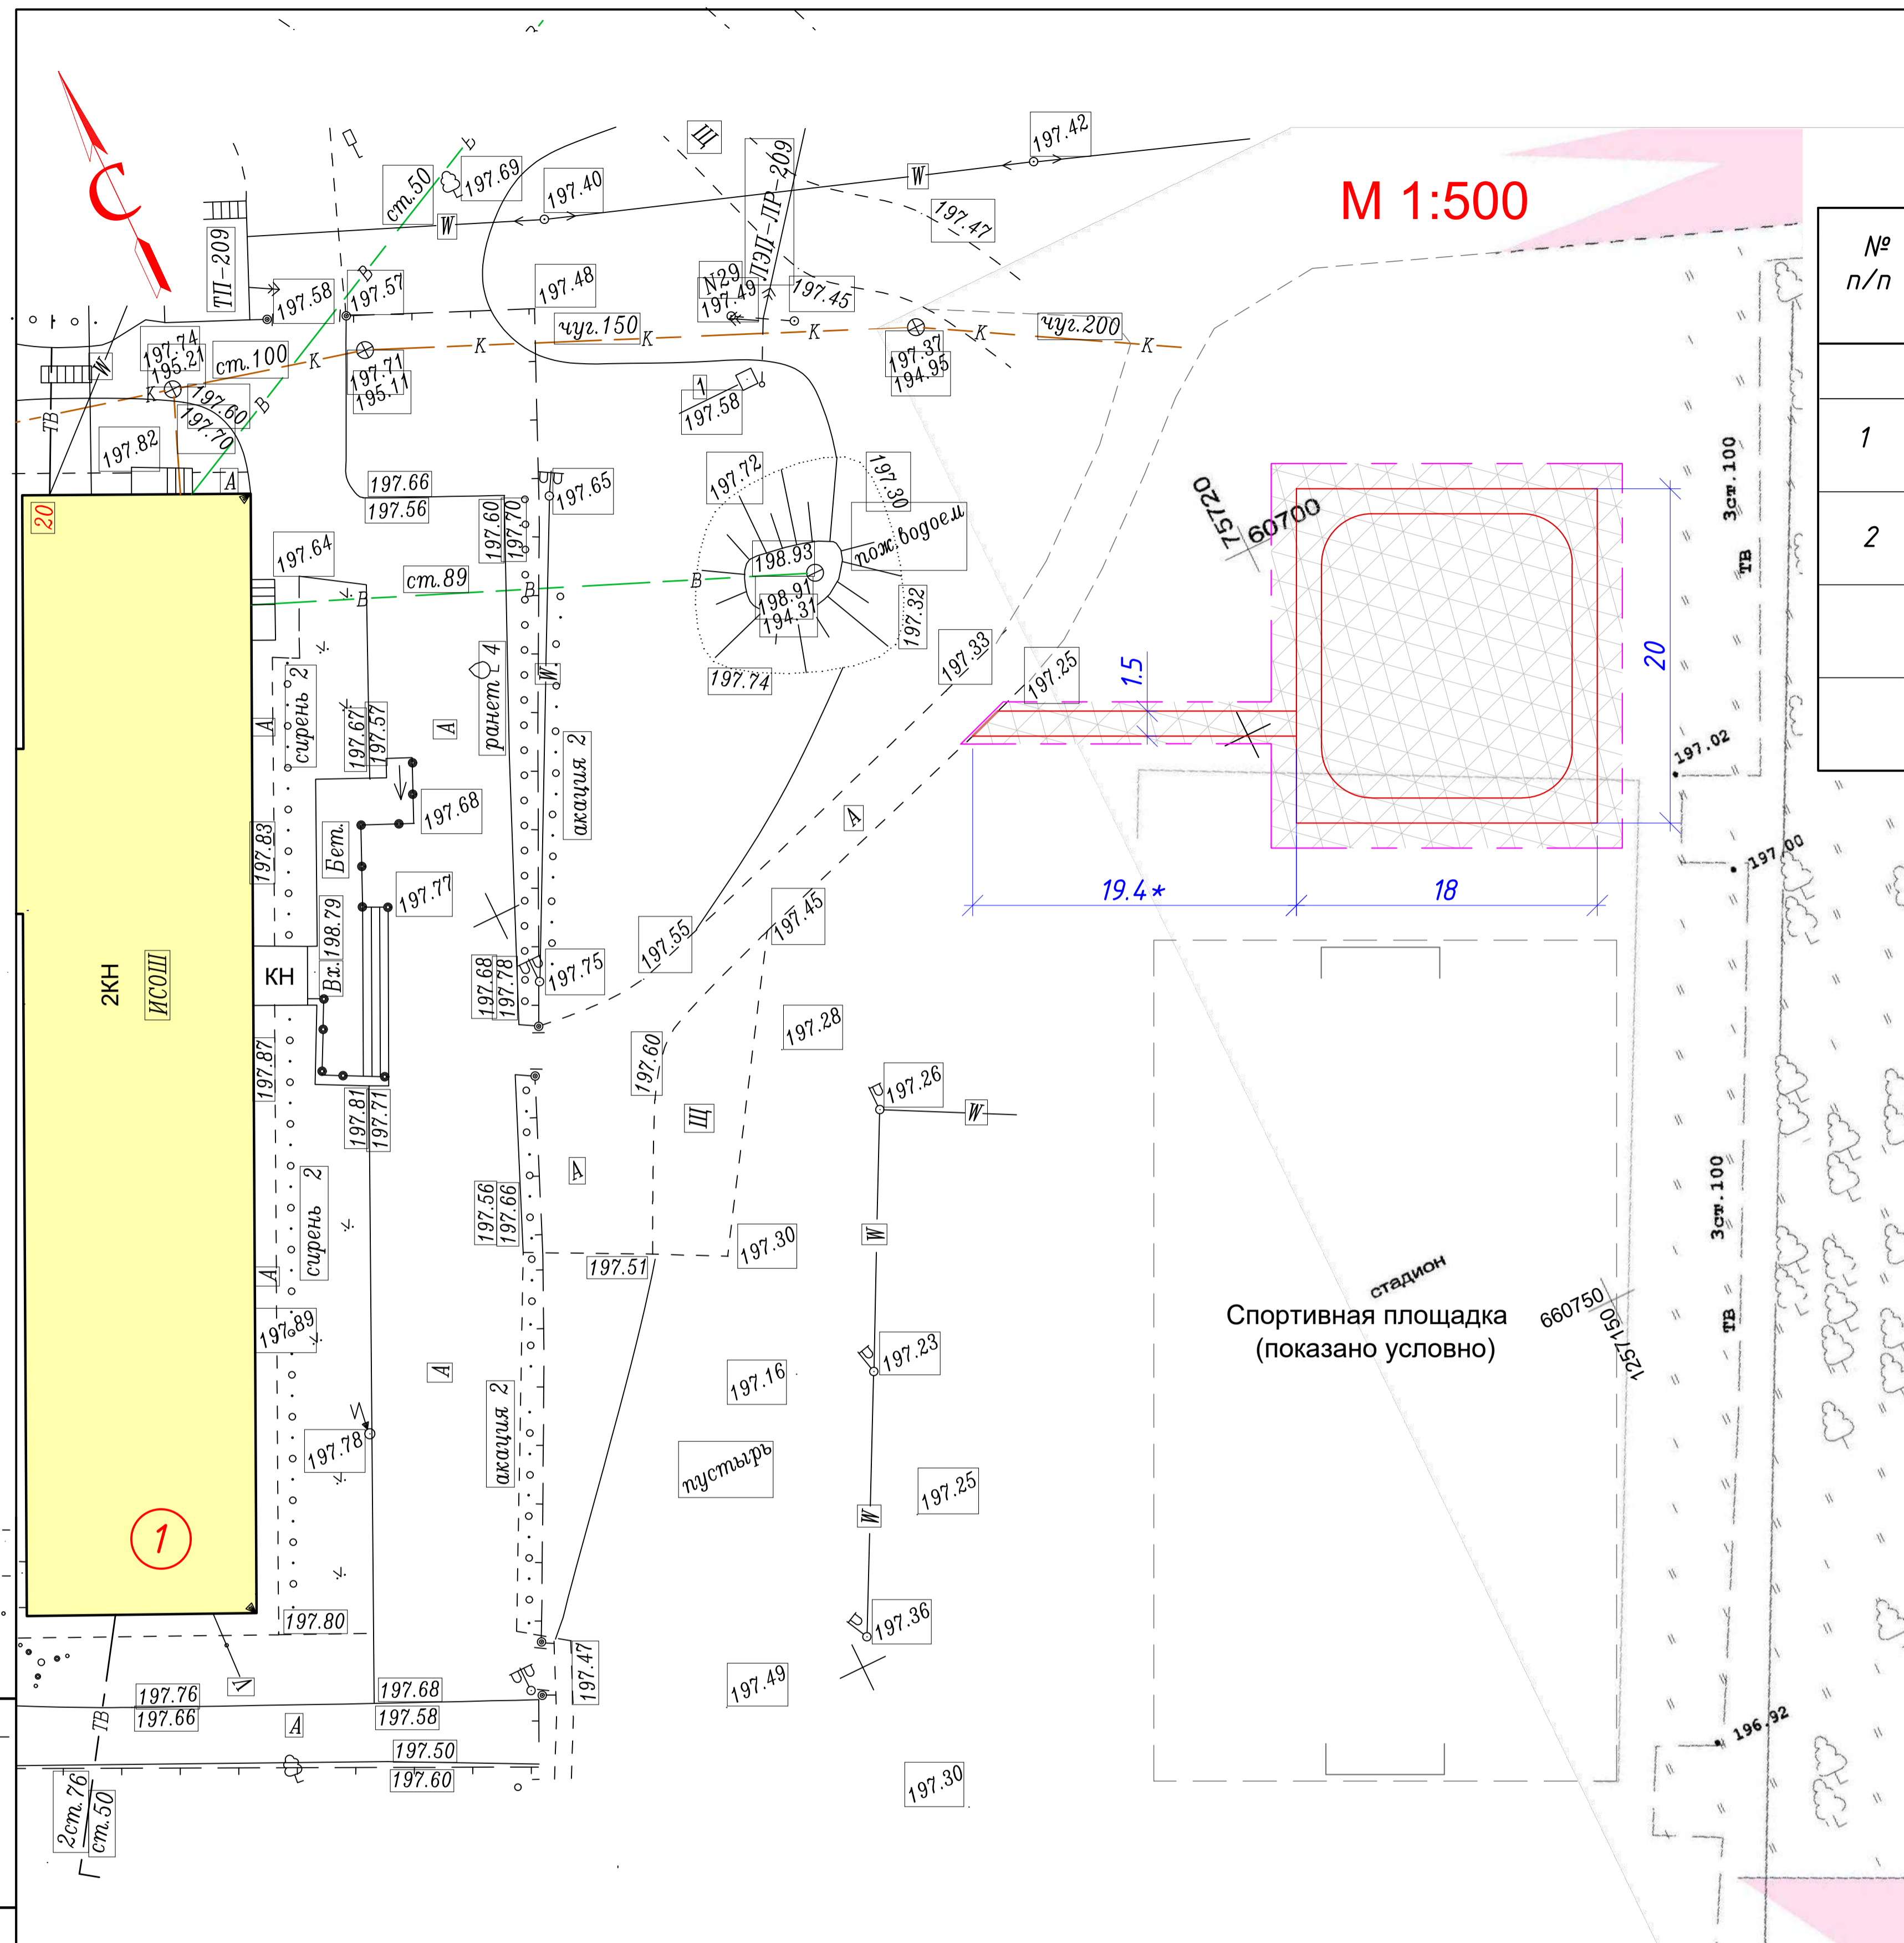 С
М 1:500
№
п/п
1
2
197.42
ст.50
197.69
197.40
W
W
Щ
ЛЭП-ЛР-209
197.47
ТП-209
В
В
197.58
197.57
197.48
N29
197.49
197.45
чуг.150
чуг.200
К
К
К
К
К
К
197.74
195.21
ст.100
197.71
195.11
197.37
194.95
W
ТВ
197.60
197.70
В
197.82
А
1
197.58
20
197.66
197.56
197.65
197.60
197.70
197.72
197.30
пож.водоем
198.93
198.91
194.31
197.32
197.74
197.64
ст.89
В
В
В
75720
60700
3ст.100
ТВ
197.33
197.25
1.5
20
19.4*
18
197.02
197.00
сирень 2
ранет 4
W
акация 2
А
А
197.67
197.57
197.68
197.83
Бет.
197.77
А
197.45
197.55
2КН
ИСОШ
КН
Вх.198.79
197.68
197.78
197.75
197.28
197.60
197.87
197.81
197.71
Щ
197.26
W
А
197.56
197.66
197.30
197.51
W
сирень 2
А
197.89
3ст.100
ТВ
стадион
Спортивная площадка
(показано условно)
660750
1257150
197.23
197.16
А
акация 2
197.78
пустырь
197.25
W
1
197.80
197.36
197.47
197.49
197.76
197.66
197.68
197.58
ТВ
А
197.50
197.60
197.30
196.92
2ст.76
ст.50